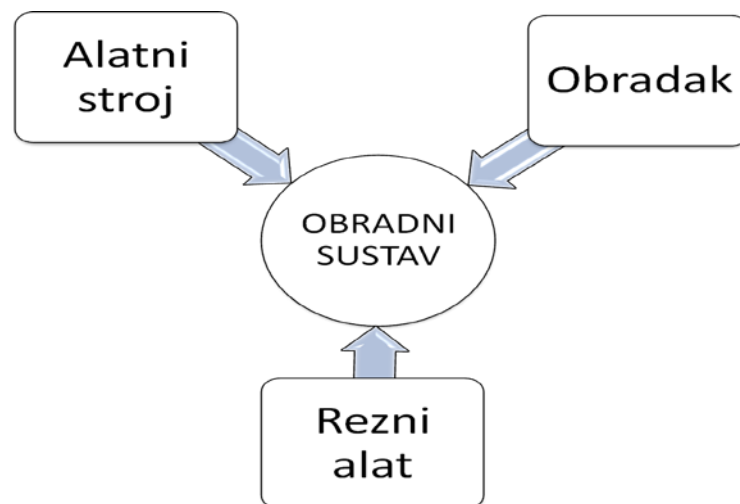 Alatni
stroj
Obradak
OBRADNI
SUSTAV
Rezni
alat